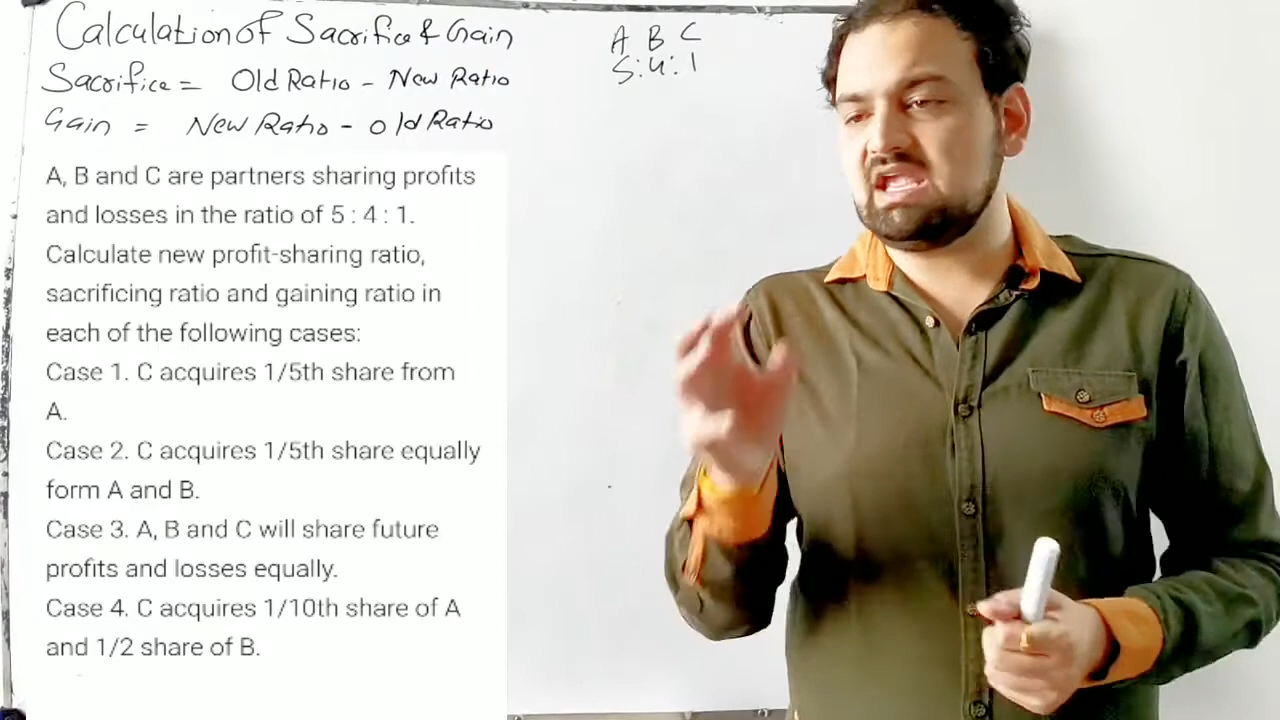 Calculation of Sacrifice & Gain
Sacrifice = Old Ratio - New Ratio
Gain = New Ratio - Old Ratio
A B C
5:4:1
A, B and C are partners sharing profits
and losses in the ratio of 5 : 4 : 1.
Calculate new profit-sharing ratio,
sacrificing ratio and gaining ratio in
each of the following cases:
Case 1. C acquires 1/5th share from
A.
Case 2. C acquires 1/5th share equally
form A and B.
Case 3. A, B and C will share future
profits and losses equally.
Case 4. C acquires 1/10th share of A
and 1/2 share of B.